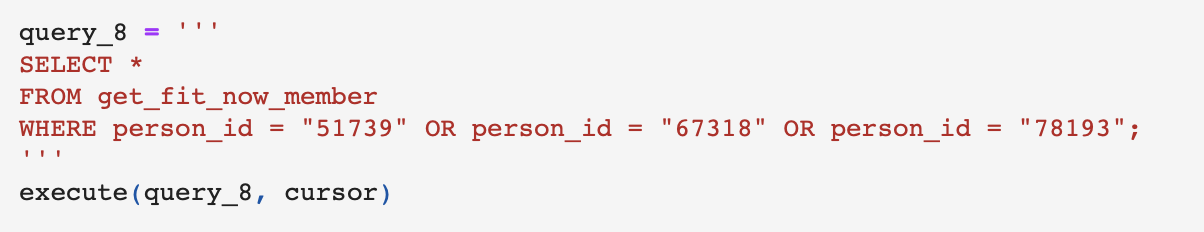 query_8 = '''
SELECT *
FROM get_fit_now_member
WHERE person_id = "51739" OR person_id = "67318" OR person_id = "78193";
'''
execute(query_8, cursor)